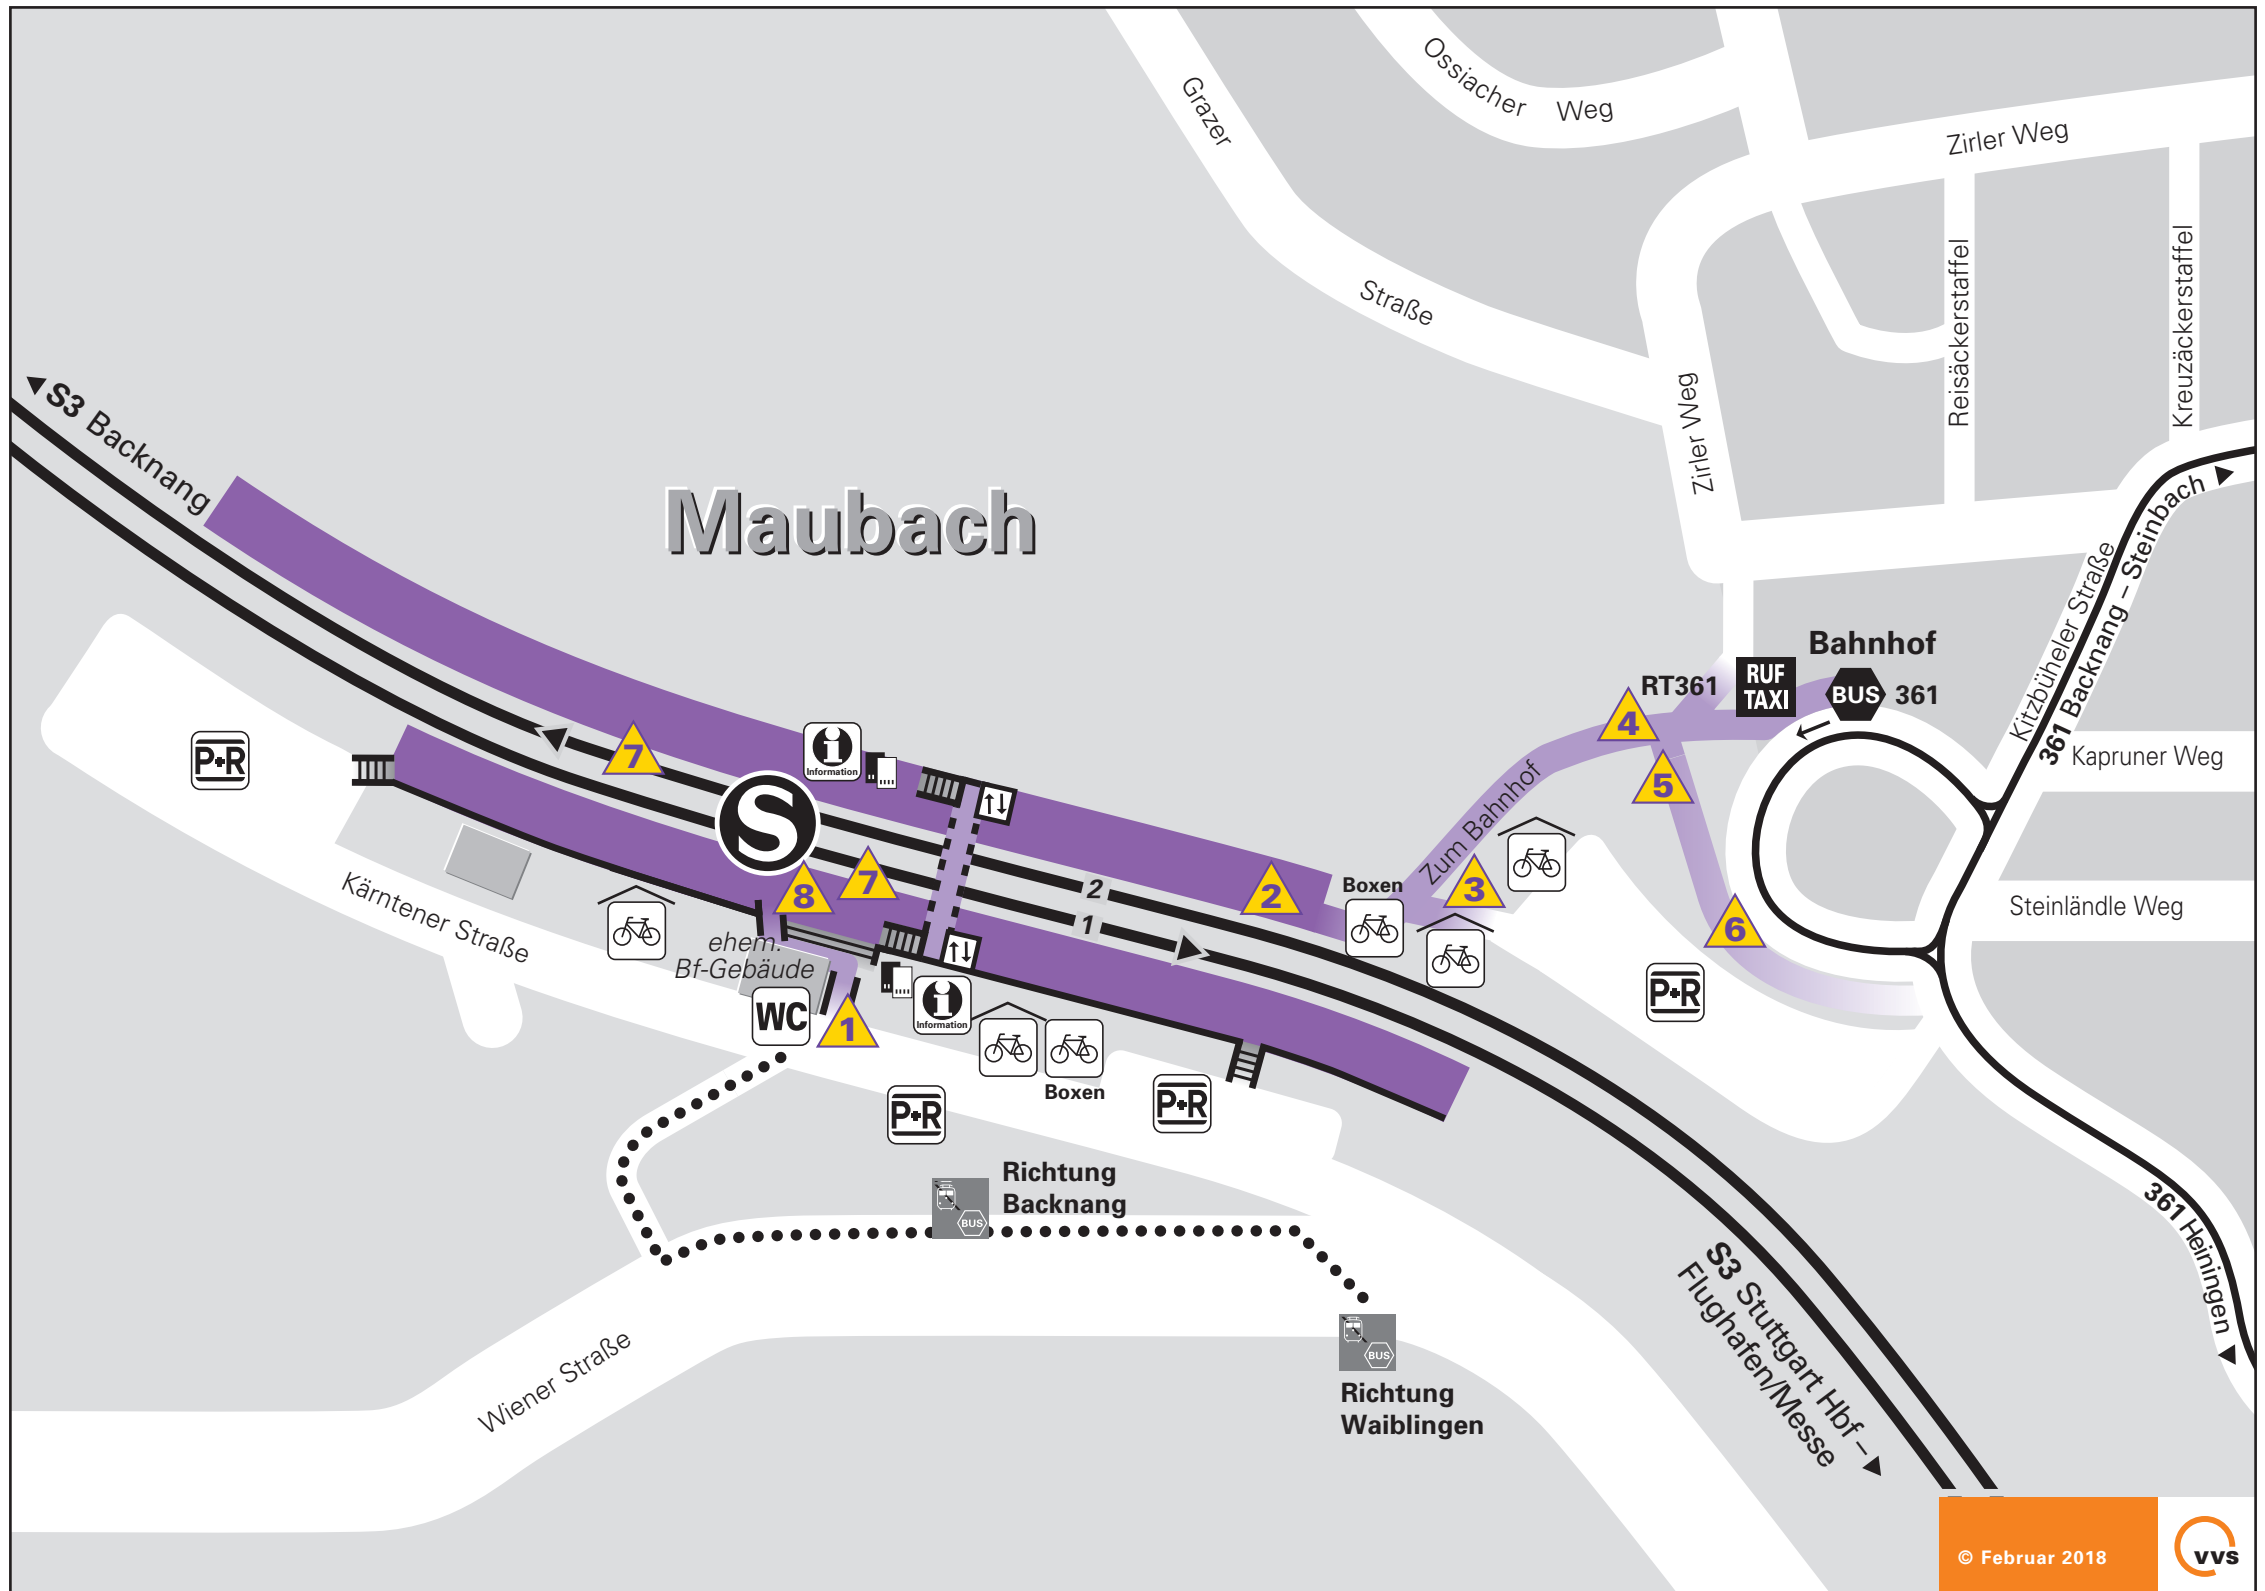 Ossiacher Weg
Grazer
Straße
Zirler Weg
Zirler Weg
Reisäckerstaffel
Kreuzäckerstaffel
S3 Backnang
Maubach
Kitzbüheler Straße
361 Backnang – Steinbach
Bahnhof
RT361
RUF
TAXI
BUS
361
4
P+R
7
i
Information
Kapruner Weg
5
S
Zum Bahnhof
Kärntener Straße
8
7
2
1
2
Boxen
3
Steinländle Weg
6
ehem.
Bf-Gebäude
WC
1
i
Information
P+R
Boxen
P+R
P+R
Richtung
Backnang
BUS
361 Heiningen
S3 Stuttgart Hbf –
Flughafen/Messe
Wiener Straße
BUS
Richtung
Waiblingen
© Februar 2018
vvs